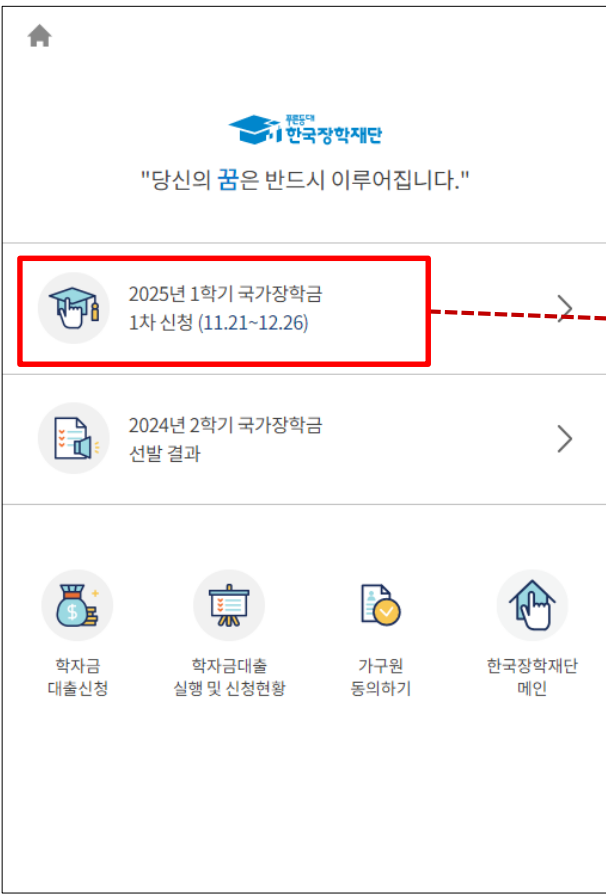 푸른등대
한국장학재단
"당신의 꿈은 반드시 이루어집니다."
2025년 1학기 국가장학금
1차 신청 (11.21~12.26)
2024년 2학기 국가장학금
선발 결과
학자금
대출신청
학자금대출
실행 및 신청현황
가구원
동의하기
한국장학재단
메인